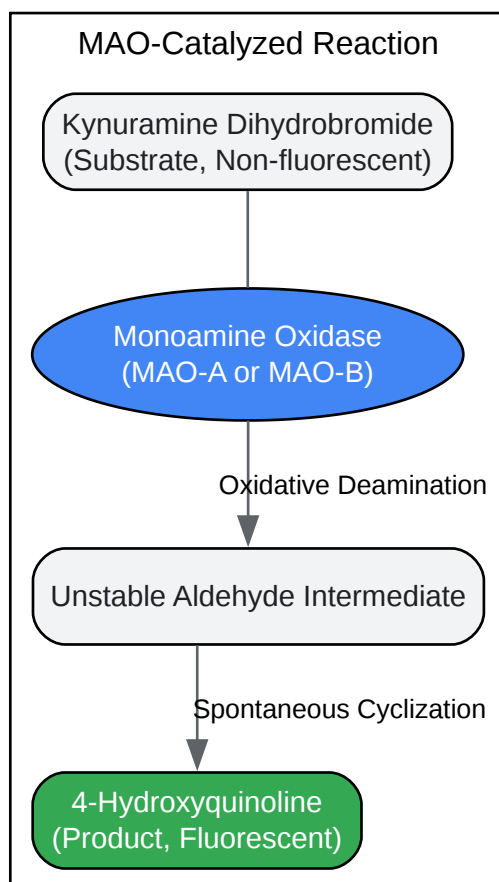 MAO-Catalyzed Reaction
Kynuramine Dihydrobromide
(Substrate, Non-fluorescent)
Monoamine Oxidase
(MAO-A or MAO-B)
Oxidative Deamination
Unstable Aldehyde Intermediate
Spontaneous Cyclization
4-Hydroxyquinoline
(Product, Fluorescent)